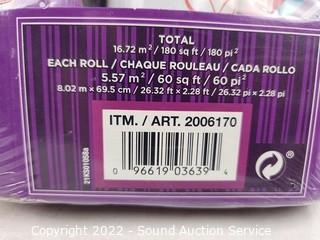 TOTAL
16.72 m² / 180 sq ft / 180 pi²
EACH ROLL / CHAQUE ROULEAU / CADA ROLLO
5.57 m² / 60 sq ft / 60 pi²
8.02 m × 69.5 cm / 26.32 ft × 2.28 ft / 26.32 pi × 2.28 pi
ITM. / ART. 2006170
21KS01058a
0 96619 03639 4
Copyright 2022 - Sound Auction Service